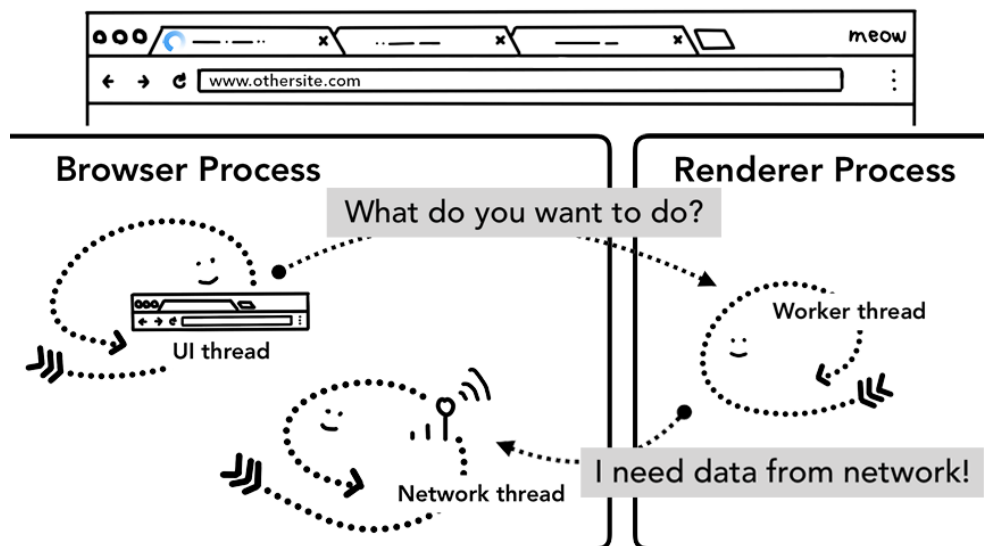 meow
www.othersite.com
Browser Process
Renderer Process
What do you want to do?
Worker thread
UI thread
I need data from network!
Network thread